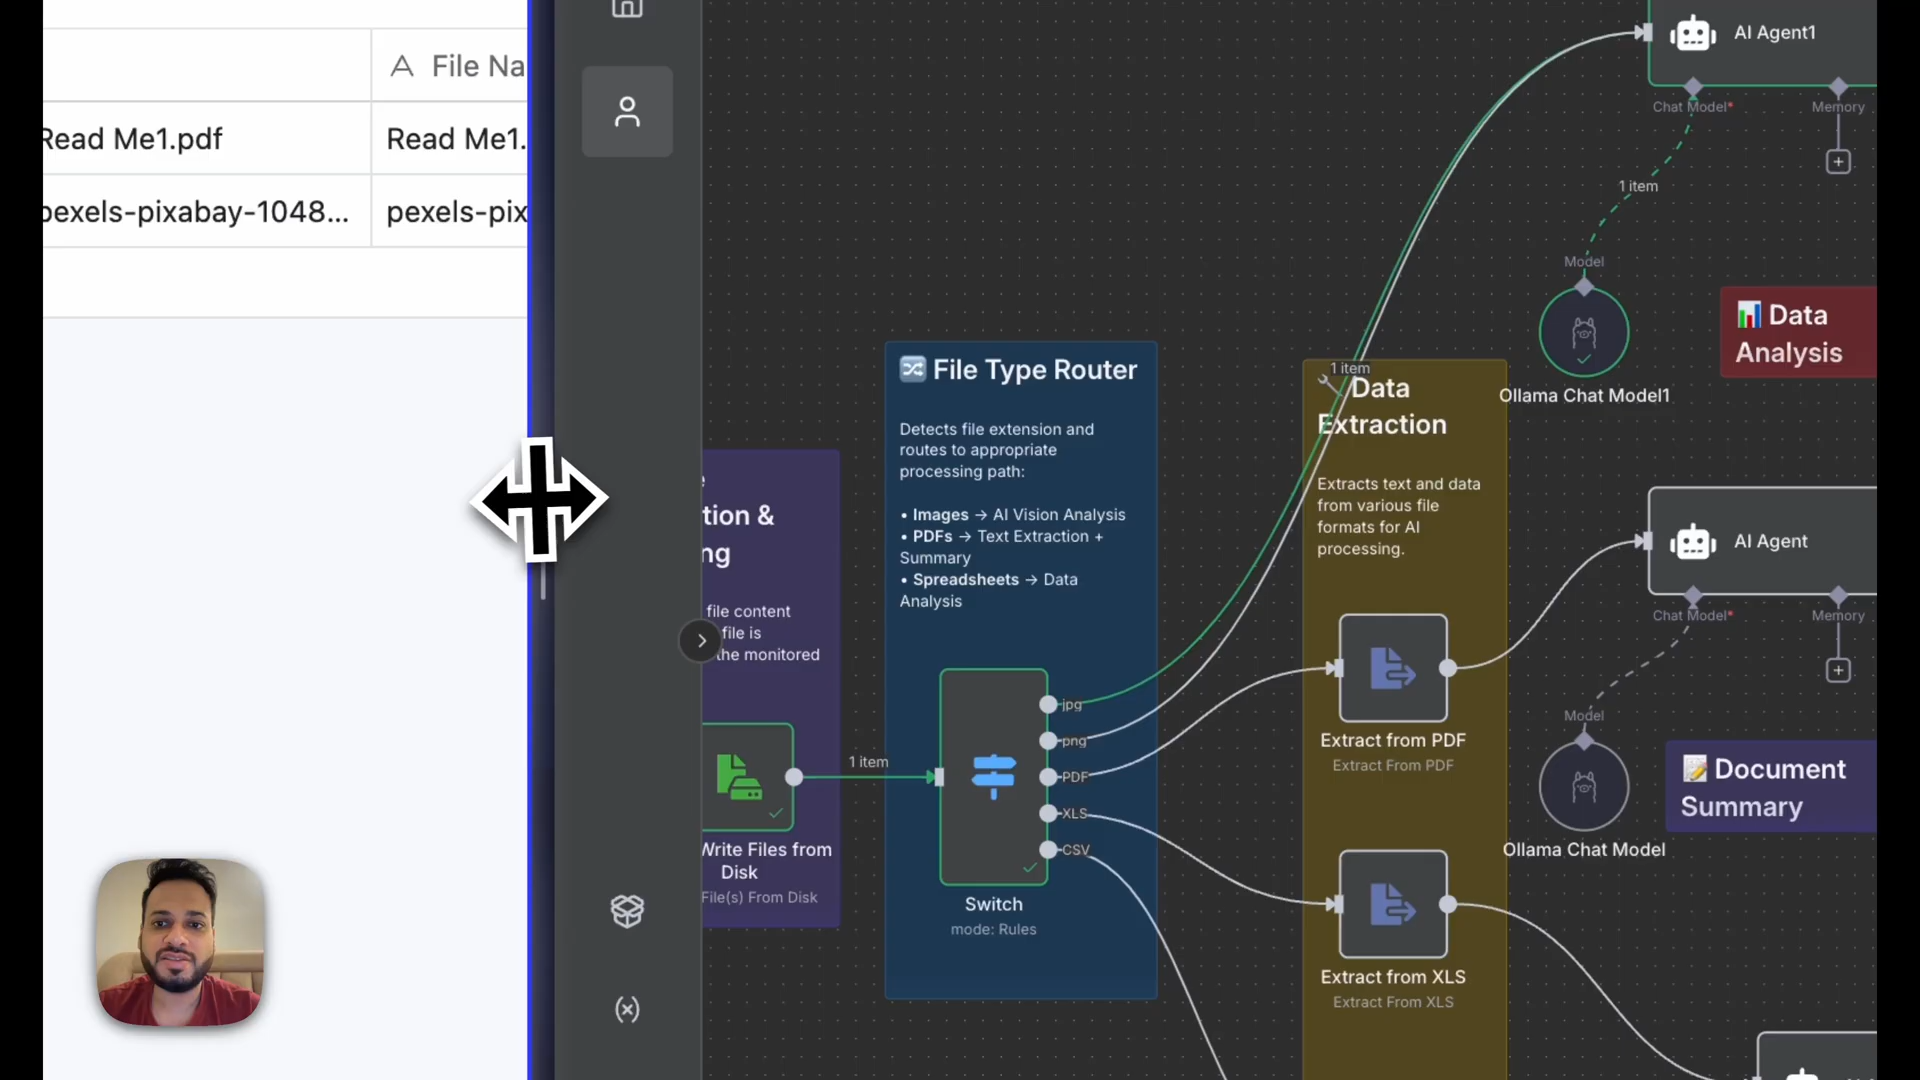 File Na
Read Me1.pdf
Read Me1.
pexels-pixabay-1048...
pexels-pix
AI Agent1
Chat Model*
Memory
1 item
Model
Ollama Chat Model1
Data
Analysis
File Type Router
Detects file extension and
routes to appropriate
processing path:
• Images → AI Vision Analysis
• PDFs → Text Extraction +
Summary
• Spreadsheets → Data
Analysis
1 item
Data
Extraction
Extracts text and data
from various file
formats for AI
processing.
e
tion &
ng
file content
file is
the monitored
1 item
Write Files from
Disk
File(s) From Disk
jpg
png
PDF
XLS
CSV
Switch
mode: Rules
Extract from PDF
Extract From PDF
Extract from XLS
Extract From XLS
AI Agent
Chat Model*
Memory
Model
Ollama Chat Model
Document
Summary